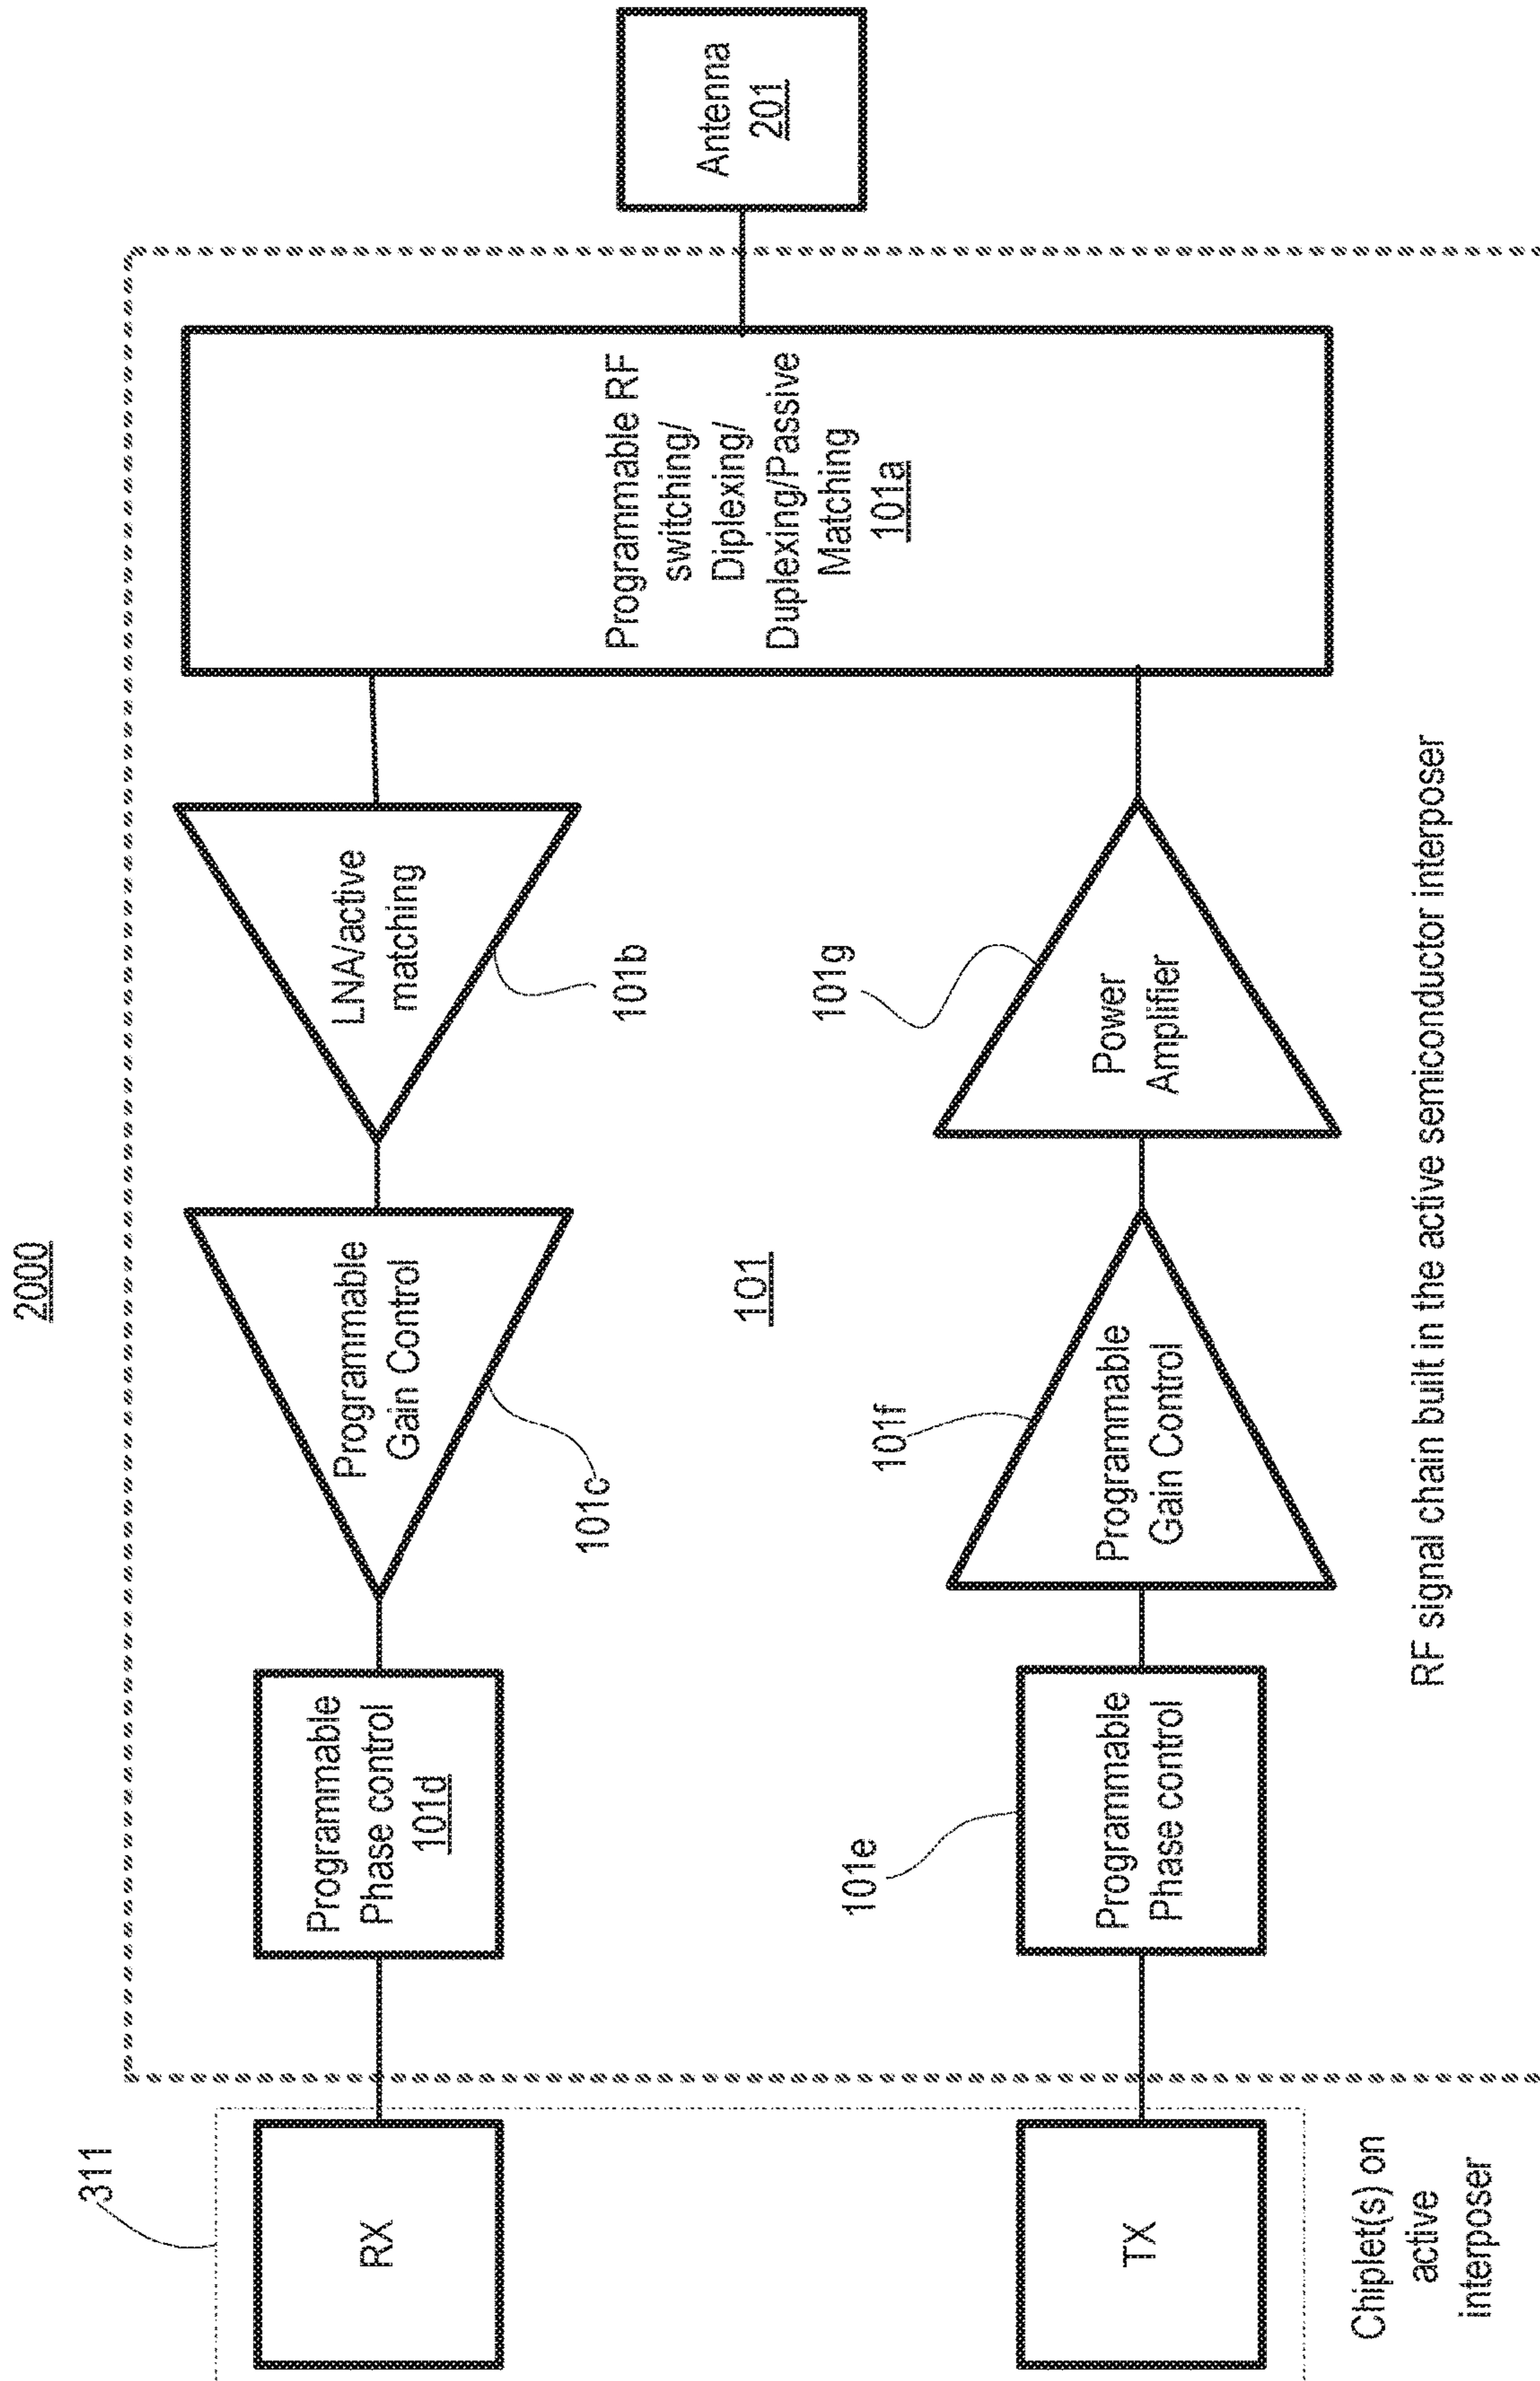 2000
311
RX
Programmable
Phase control
101d
Programmable
Gain Control
101c
LNA/active
matching
101b
Programmable RF
switching/
Diplexing/
Duplexing/Passive
Matching
101a
Antenna
201
101
TX
101e
Programmable
Phase control
101f
Programmable
Gain Control
101g
Power
Amplifier
Chiplet(s) on
active
interposer
RF signal chain built in the active semiconductor interposer